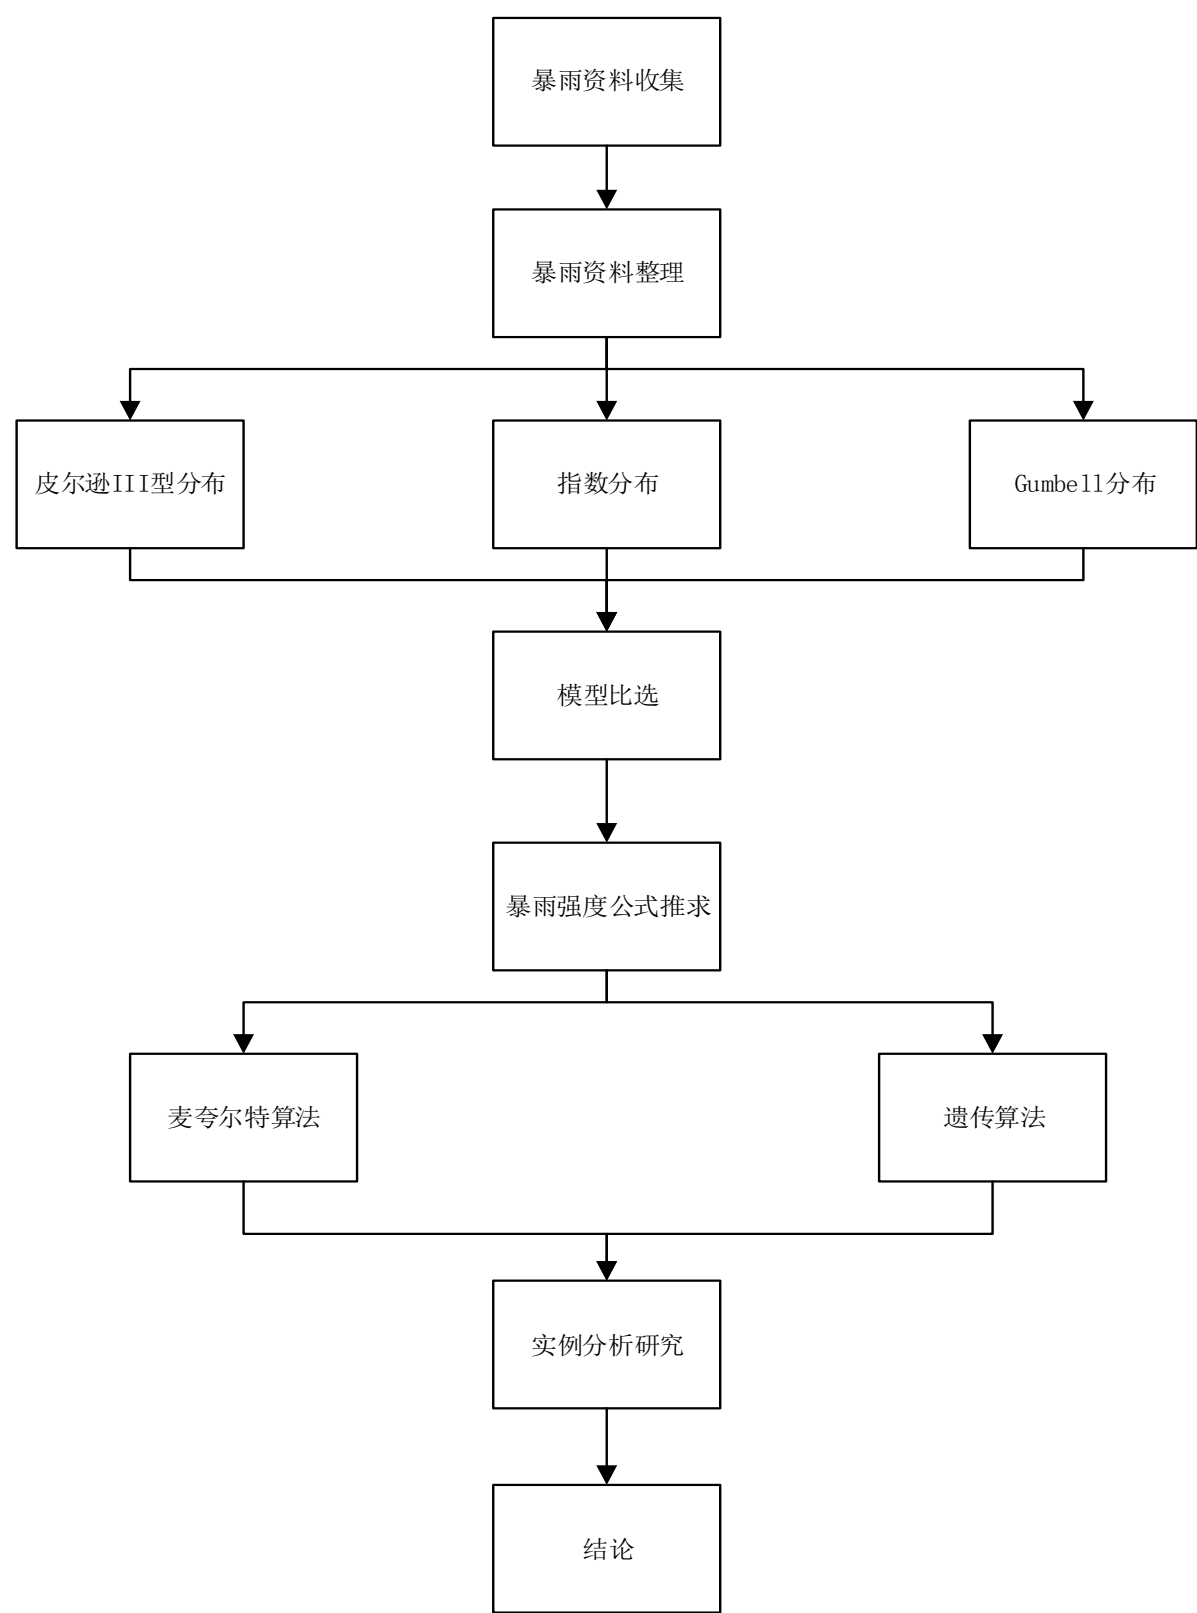 暴雨资料收集
暴雨资料整理
皮尔逊III型分布
指数分布
Gumbell分布
模型比选
暴雨强度公式推求
麦夸尔特算法
遗传算法
实例分析研究
结论